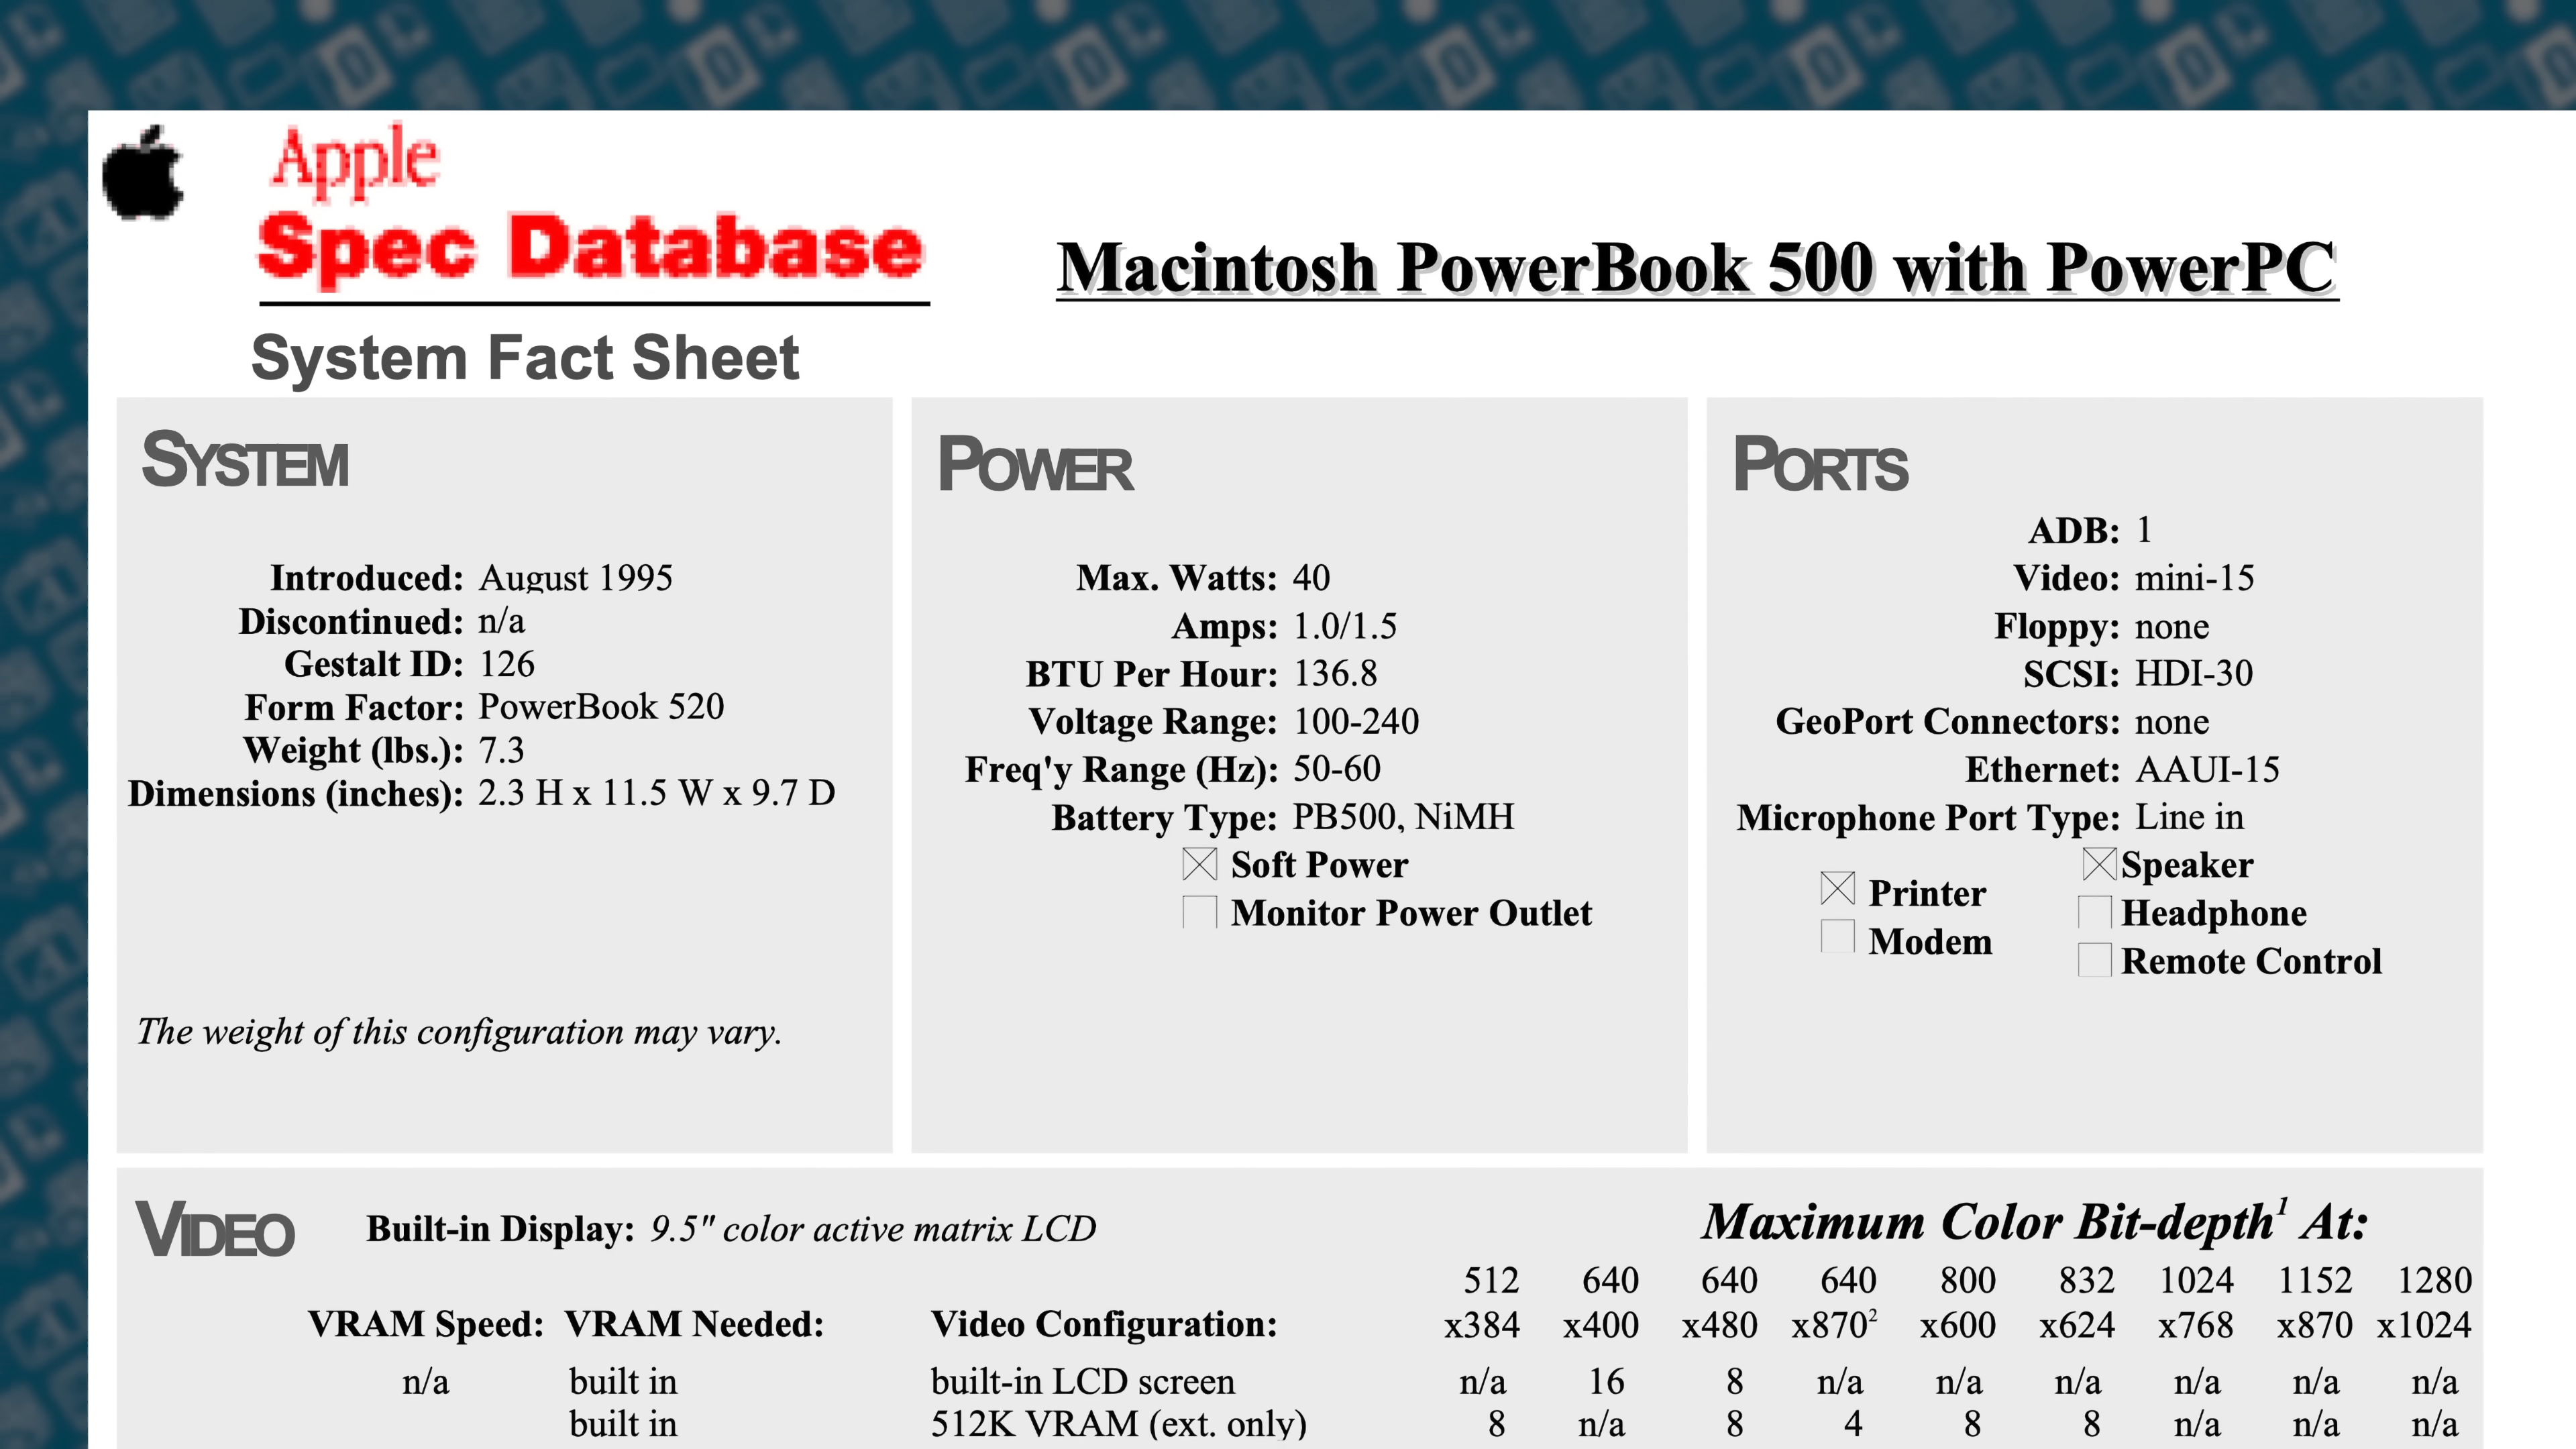 Apple
Spec Database
Macintosh PowerBook 500 with PowerPC
System Fact Sheet
SYSTEM
Introduced: August 1995
Discontinued: n/a
Gestalt ID: 126
Form Factor: PowerBook 520
Weight (lbs.): 7.3
Dimensions (inches): 2.3 H x 11.5 W x 9.7 D
The weight of this configuration may vary.
POWER
Max. Watts: 40
Amps: 1.0/1.5
BTU Per Hour: 136.8
Voltage Range: 100-240
Freq'y Range (Hz): 50-60
Battery Type: PB500, NiMH
Soft Power
Monitor Power Outlet
PORTS
ADB: 1
Video: mini-15
Floppy: none
SCSI: HDI-30
GeoPort Connectors: none
Ethernet: AAUI-15
Microphone Port Type: Line in
Printer
Modem
Speaker
Headphone
Remote Control
VIDEO
Built-in Display: 9.5" color active matrix LCD
Maximum Color Bit-depth¹ At:
512 640 640 640 800 832 1024 1152 1280
VRAM Speed: VRAM Needed: Video Configuration: x384 x400 x480 x870² x600 x624 x768 x870 x1024
n/a built in built-in LCD screen n/a 16 8 n/a n/a n/a n/a n/a n/a
built in 512K VRAM (ext. only) 8 n/a 8 4 8 8 n/a n/a n/a